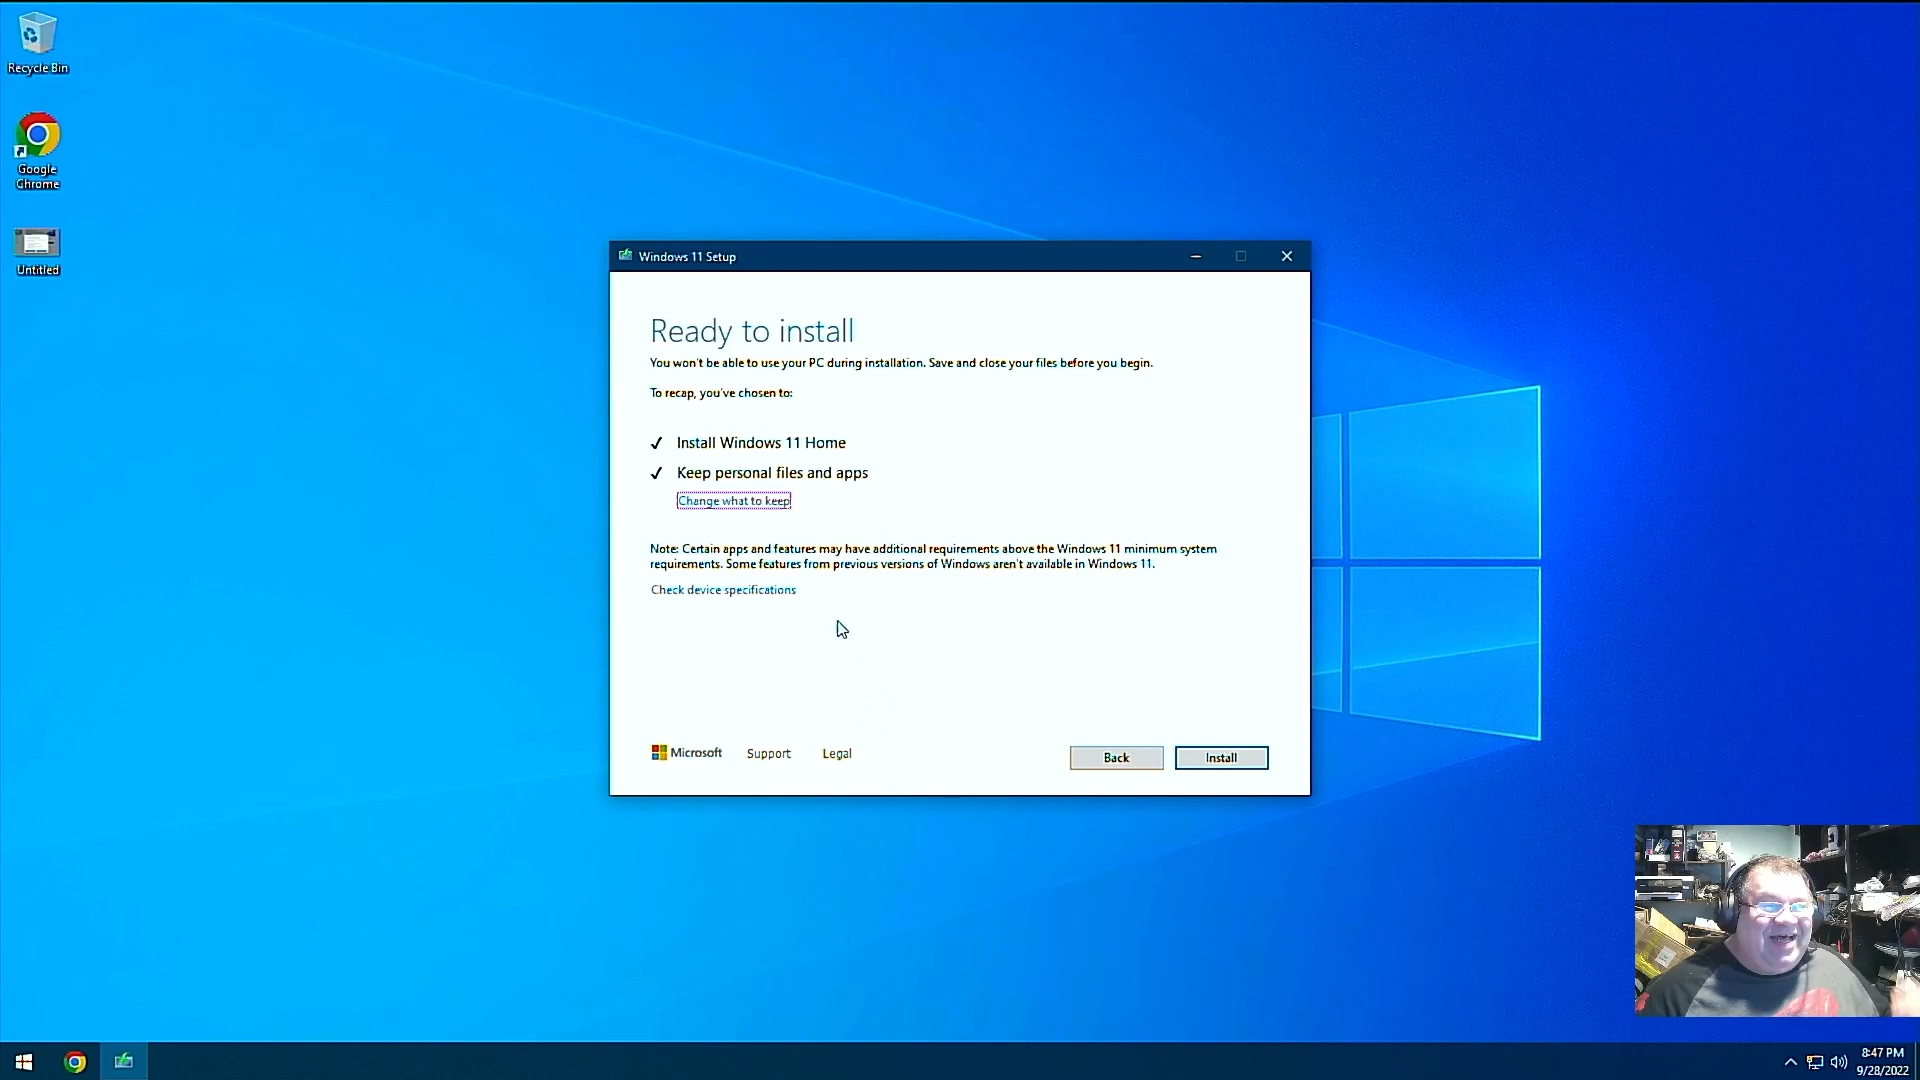 Recycle Bin
Google
Chrome
Untitled
Windows 11 Setup
Ready to install
You won't be able to use your PC during installation. Save and close your files before you begin.
To recap, you've chosen to:
Install Windows 11 Home
Keep personal files and apps
Change what to keep
Note: Certain apps and features may have additional requirements above the Windows 11 minimum system
requirements. Some features from previous versions of Windows aren't available in Windows 11.
Check device specifications
Microsoft
Support
Legal
Back
Install
8:47 PM
9/28/2022